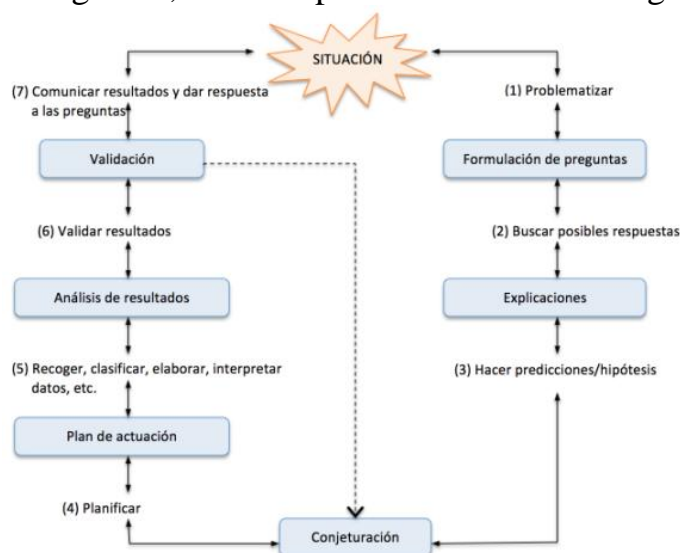 SITUACIÓN
(7) Comunicar resultados y dar respuesta
a las preguntas
(1) Problematizar
Validación
Formulación de preguntas
(6) Validar resultados
(2) Buscar posibles respuestas
Análisis de resultados
Explicaciones
(5) Recoger, clasificar, elaborar, interpretar
datos, etc.
(3) Hacer predicciones/hipótesis
Plan de actuación
(4) Planificar
Conjeturación